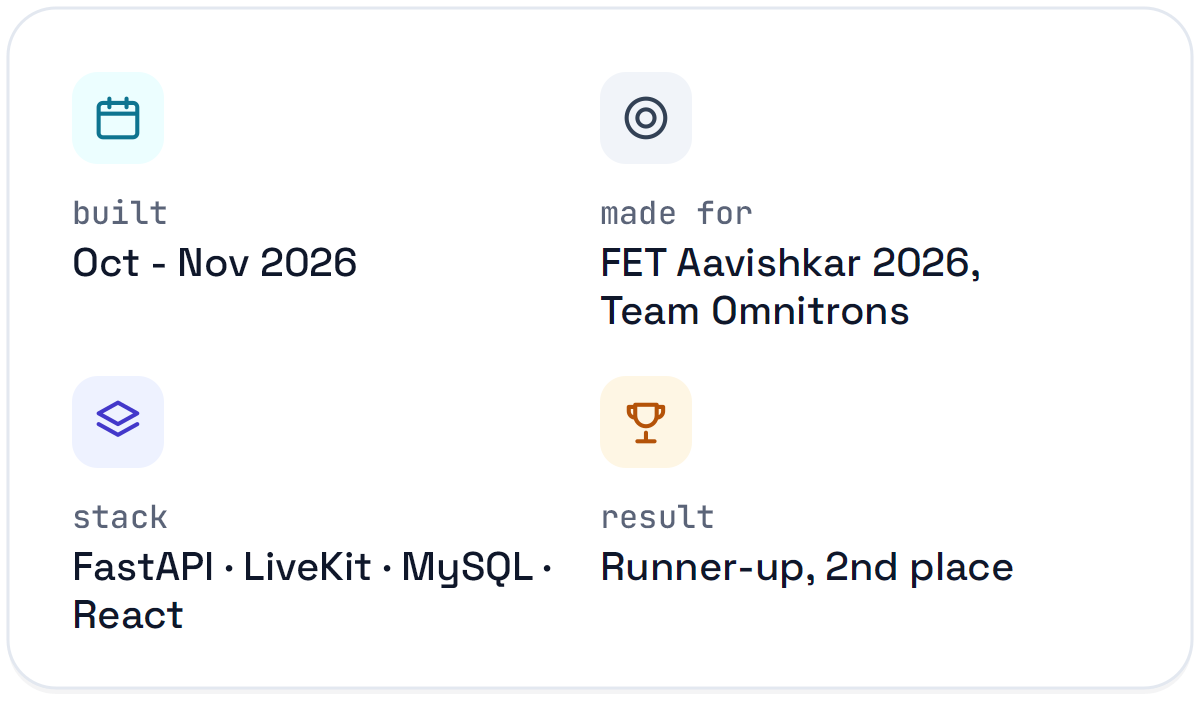 built
Oct - Nov 2026
made for
FET Aavishkar 2026,
Team Omnitrons
stack
FastAPI · LiveKit · MySQL ·
React
result
Runner-up, 2nd place